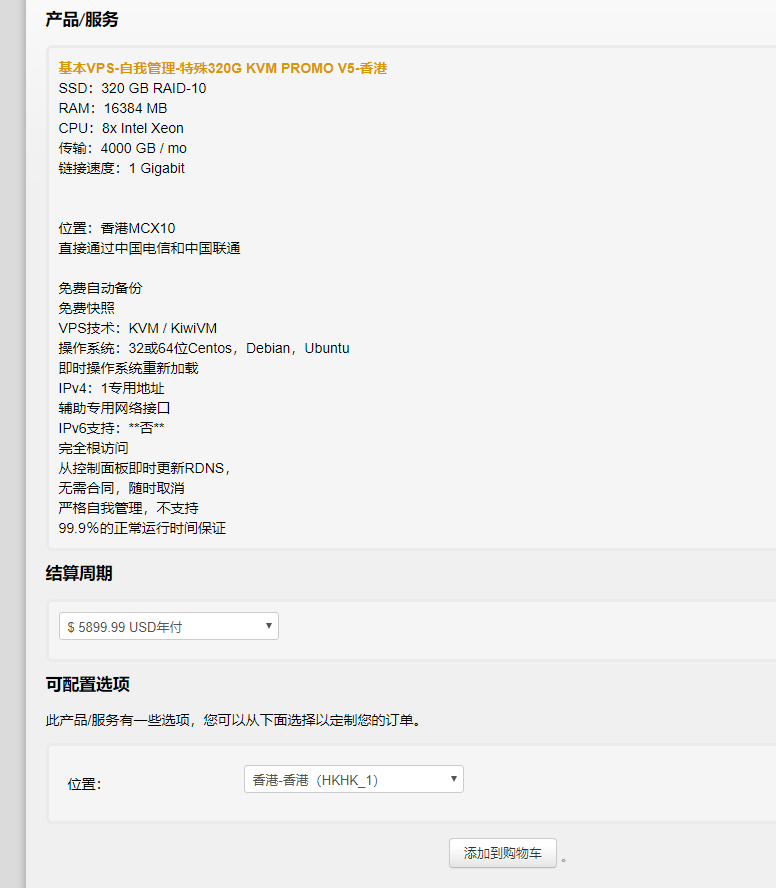 产品/服务
基本VPS-自我管理-特殊320G KVM PROMO V5-香港
SSD：320 GB RAID-10
RAM：16384 MB
CPU：8x Intel Xeon
传输：4000 GB / mo
链接速度：1 Gigabit
位置：香港MCX10
直接通过中国电信和中国联通
免费自动备份
免费快照
VPS技术：KVM / KiwiVM
操作系统：32或64位Centos，Debian，Ubuntu
即时操作系统重新加载
IPv4：1专用地址
辅助专用网络接口
IPv6支持：**否**
完全根访问
从控制面板即时更新RDNS，
无需合同，随时取消
严格自我管理，不支持
99.9％的正常运行时间保证
结算周期
$ 5899.99 USD年付
可配置选项
此产品/服务有一些选项，您可以从下面选择以定制您的订单。
位置： 香港-香港（HKHK_1）
添加到购物车 。